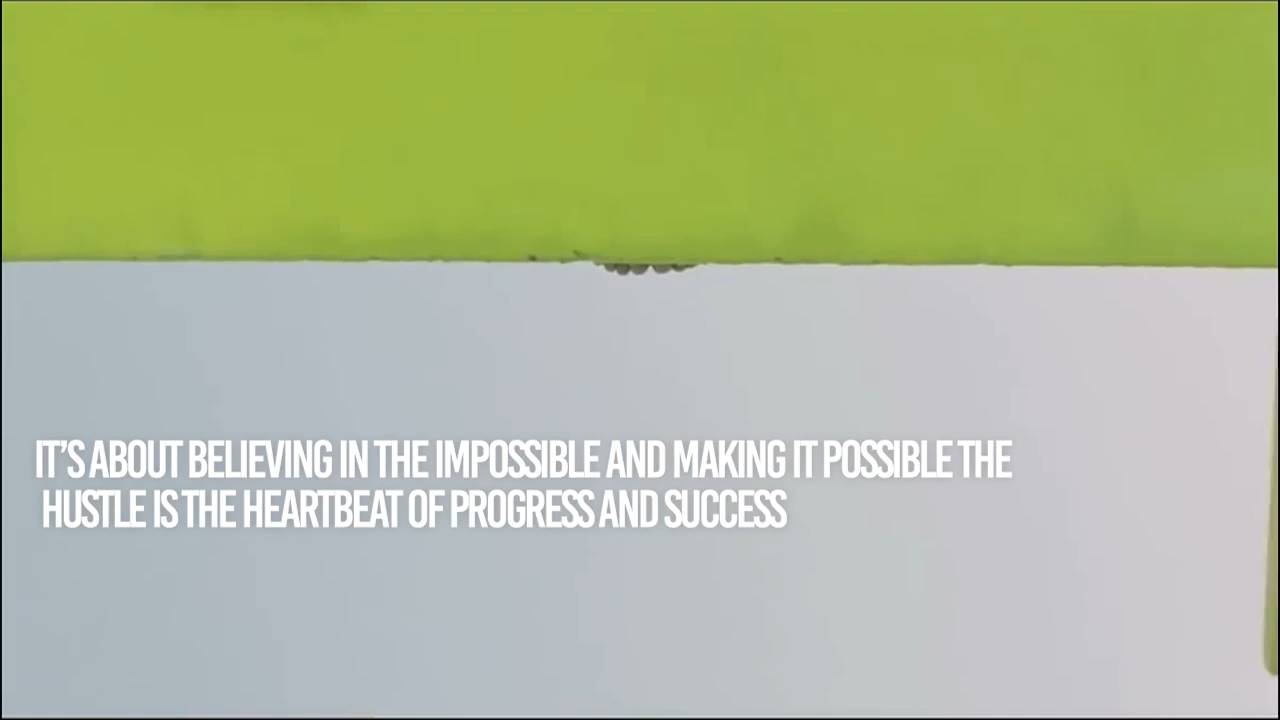 IT'S ABOUT BELIEVING IN THE IMPOSSIBLE AND MAKING IT POSSIBLE THE
HUSTLE IS THE HEARTBEAT OF PROGRESS AND SUCCESS